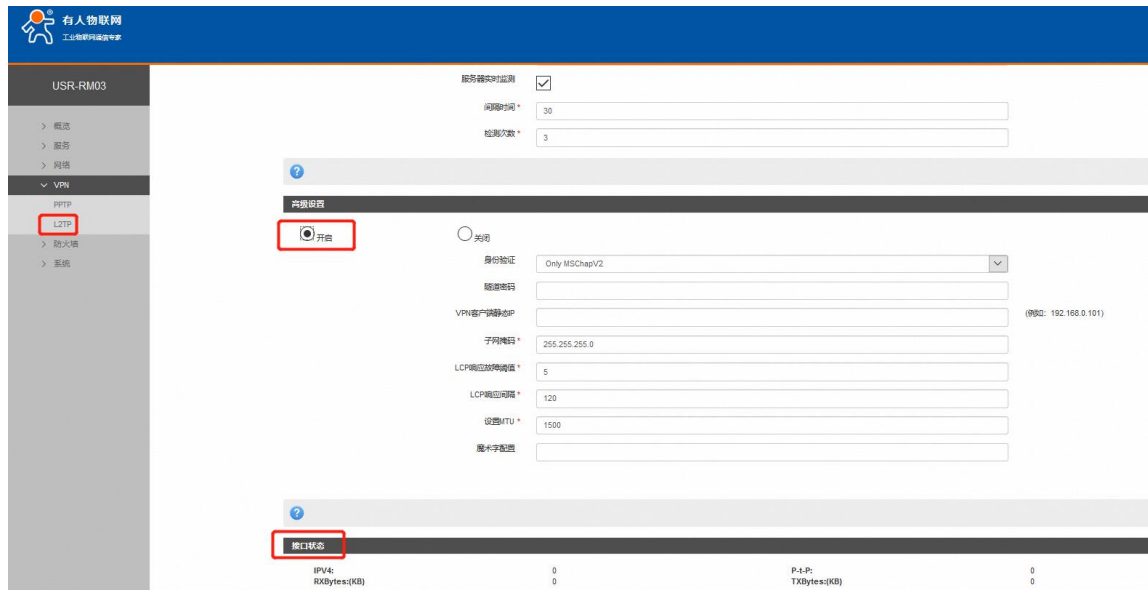 有人物联网
工业物联网通信专家
USR-RM03
概览
服务
网络
VPN
PPTP
L2TP
防火墙
系统
服务器实时监测
间隔时间 * 30
检测次数 * 3
高级设置
开启 关闭
身份验证 Only MSChapV2
隧道密码
VPN客户端静态IP (例如: 192.168.0.101)
子网掩码 * 255.255.255.0
LCP响应故障阈值 * 5
LCP响应间隔 * 120
设置MTU * 1500
魔术字配置
接口状态
IPV4: 0 P-t-P: 0
RXBytes:(KB) 0 TXBytes:(KB) 0